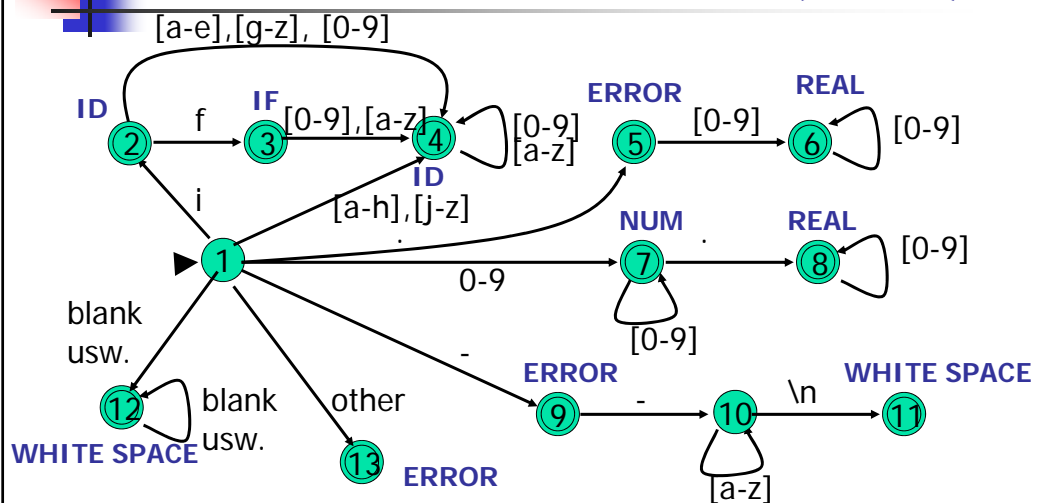 [a-e],[g-z], [0-9]
ID
IF
ERROR
REAL
f
[0-9],[a-z]
[0-9]
[a-z]
[0-9]
[0-9]
2
3
4
5
6
ID
i
[a-h],[j-z]
NUM
REAL
.
.
1
7
8
[0-9]
0-9
[0-9]
blank
usw.
-
ERROR
WHITE SPACE
12
blank
usw.
other
9
-
10
\n
11
WHITE SPACE
13
ERROR
[a-z]